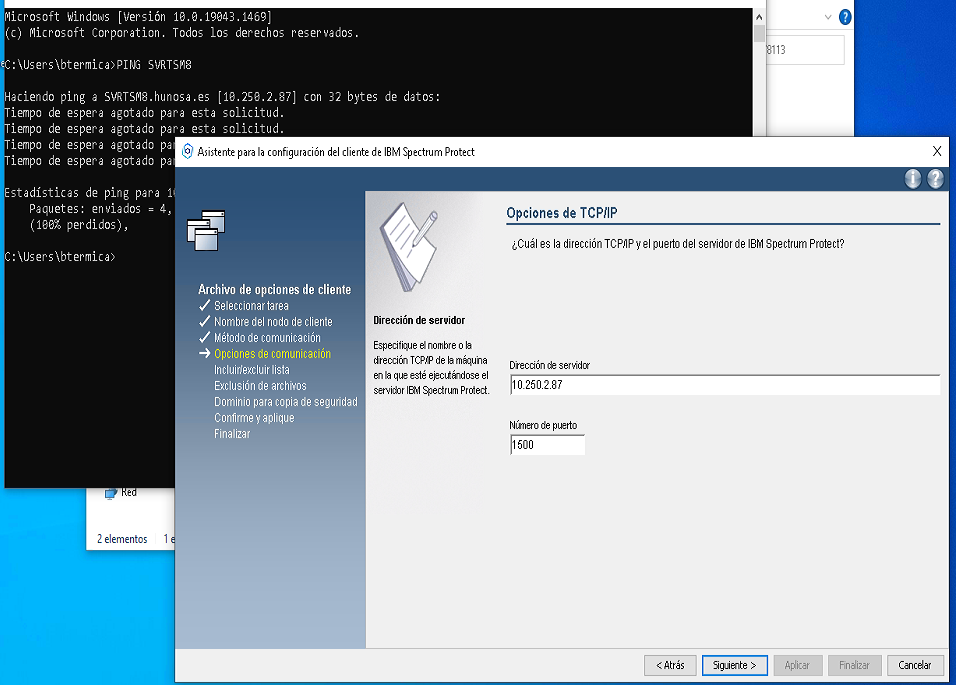 Microsoft Windows [Versión 10.0.19043.1469]
(c) Microsoft Corporation. Todos los derechos reservados.
C:\Users\btermica>PING SVRTSM8
Haciendo ping a SVRTSM8.hunosa.es [10.250.2.87] con 32 bytes de datos:
Tiempo de espera agotado para esta solicitud.
Tiempo de espera agotado para esta solicitud.
Tiempo de espera agotado pa
Tiempo de espera agotado pa
Estadísticas de ping para 10
Paquetes: enviados = 4,
(100% perdidos),
C:\Users\btermica>
8113
Red
2 elementos
1 e
Asistente para la configuración del cliente de IBM Spectrum Protect
Archivo de opciones de cliente
Seleccionar tarea
Nombre del nodo de cliente
Método de comunicación
Opciones de comunicación
Incluir/excluir lista
Exclusión de archivos
Dominio para copia de seguridad
Confirme y aplique
Finalizar
Dirección de servidor
Especifique el nombre o la
dirección TCP/IP de la máquina
en la que esté ejecutándose el
servidor IBM Spectrum Protect.
Opciones de TCP/IP
¿Cuál es la dirección TCP/IP y el puerto del servidor de IBM Spectrum Protect?
Dirección de servidor
10.250.2.87
Número de puerto
1500
< Atrás
Siguiente >
Aplicar
Finalizar
Cancelar